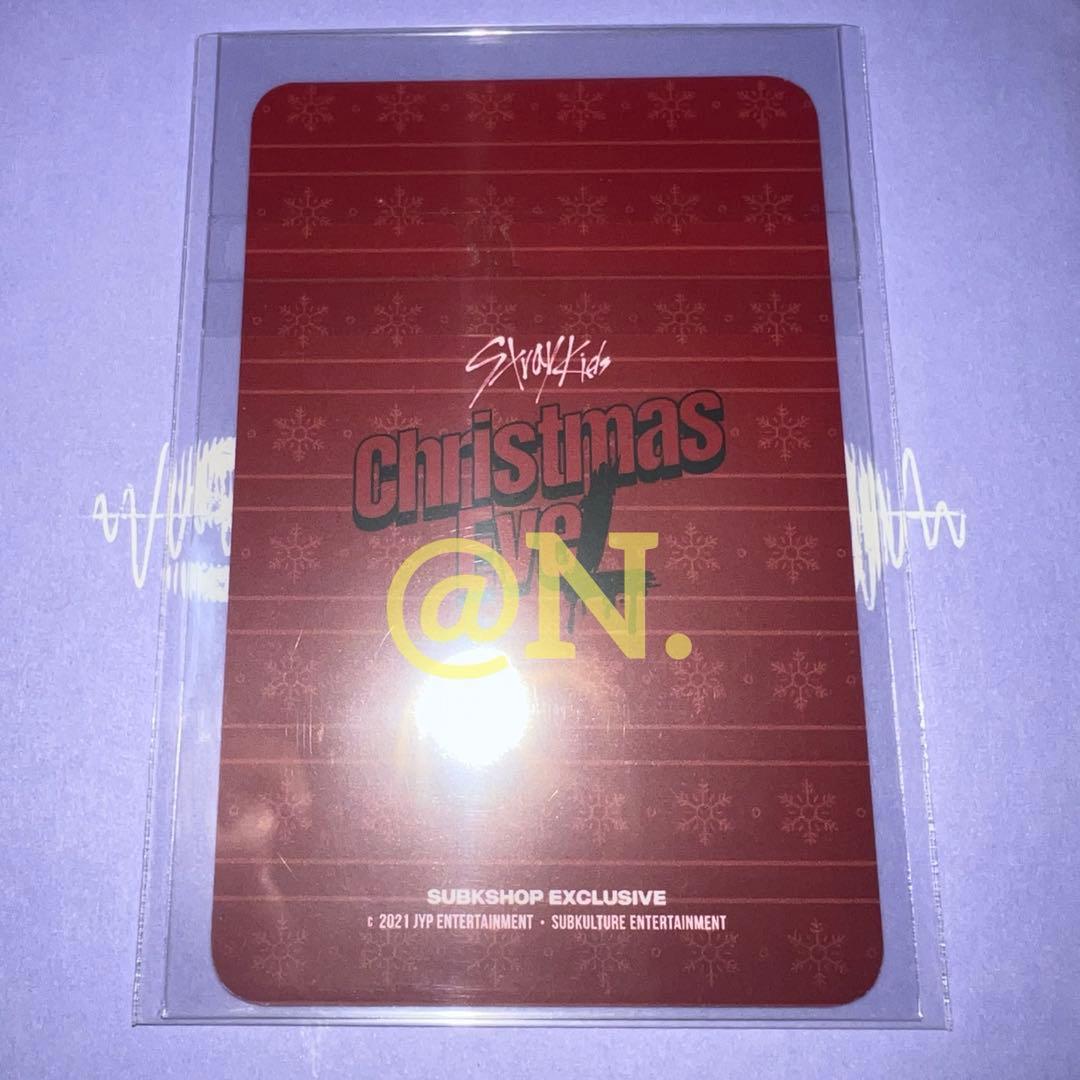 Stray Kids
Christmas
EveL
@N.
SUBKSHOP EXCLUSIVE
© 2021 JYP ENTERTAINMENT • SUBKULTURE ENTERTAINMENT